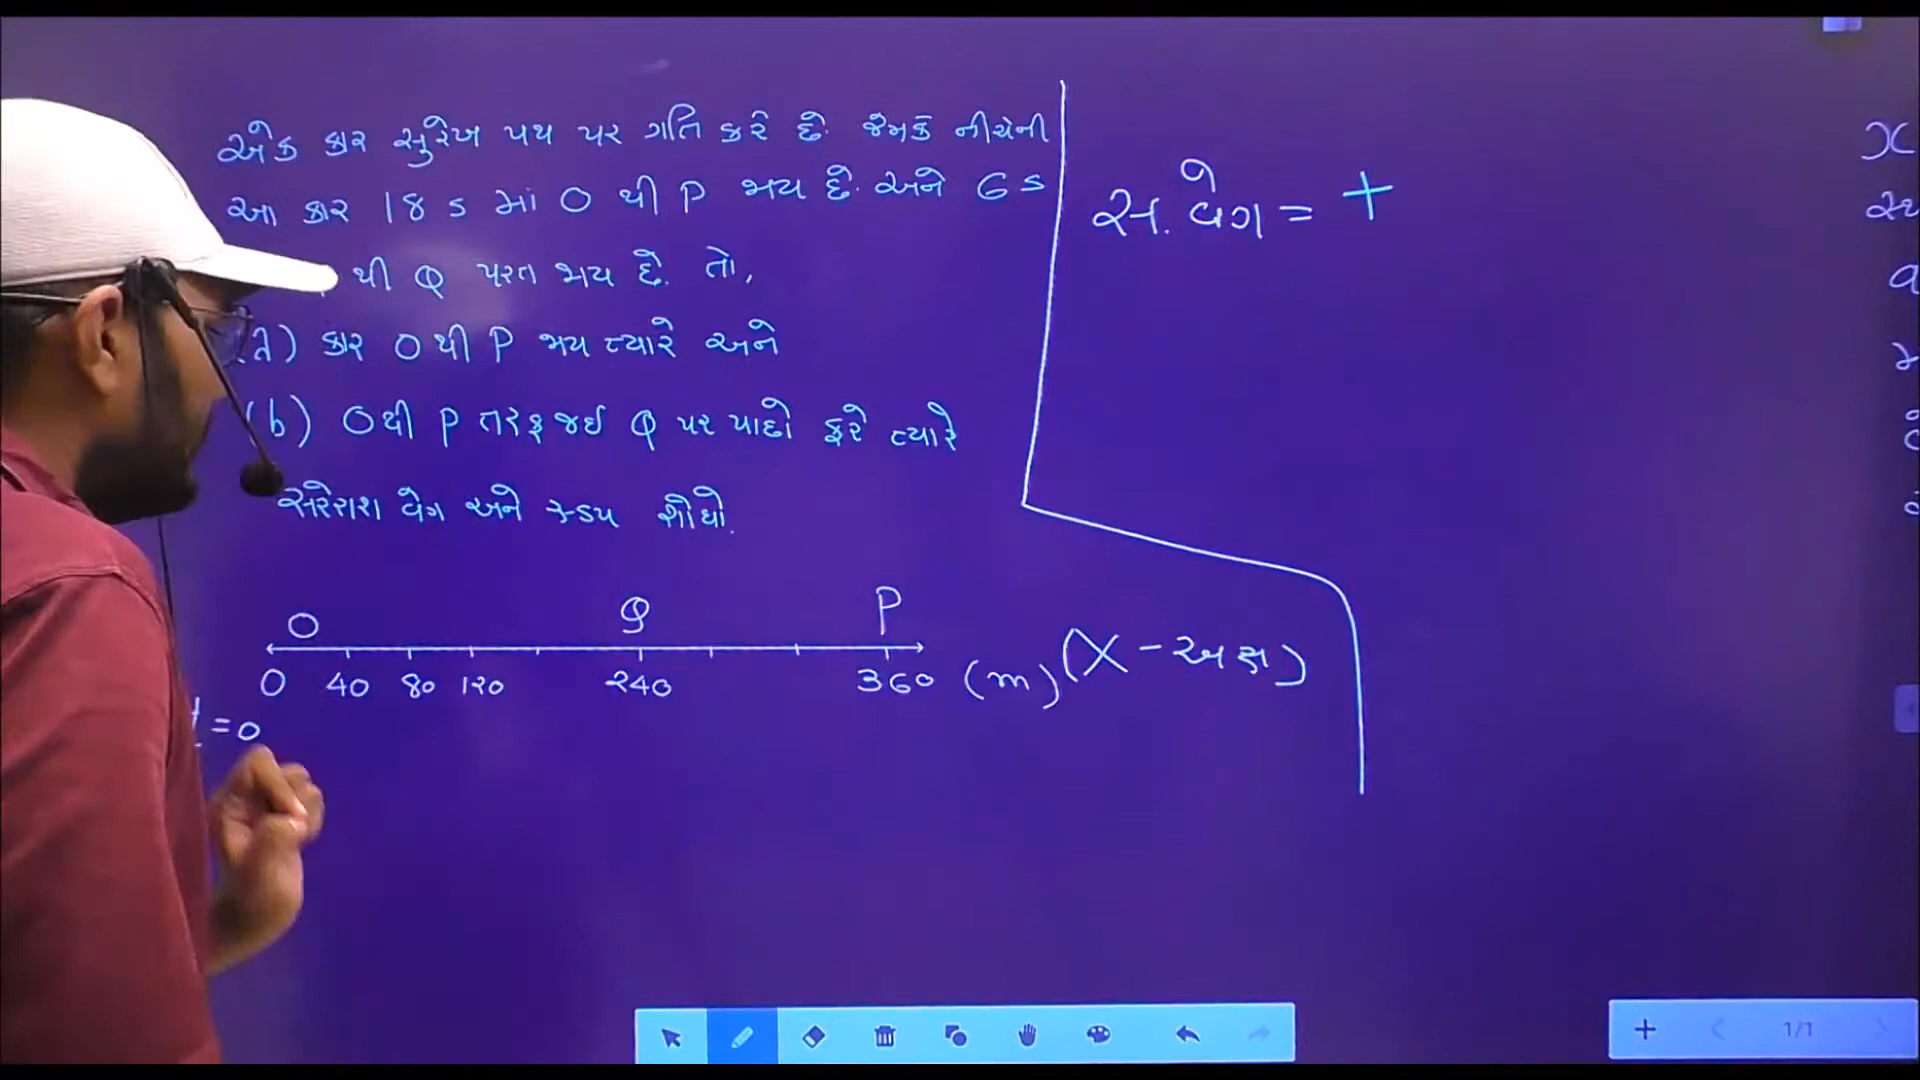 એક કાર સુરેખ પથ પર ગતિ કરે છે. જેમકે નીચેની
આ કાર 18 s માં O થી P જાય છે. અને 6 s
થી Q પરત જાય છે. તો,
કાર O થી P જાય ત્યારે અને
(b) O થી P તરફ જઈ Q પર પાછો ફરે ત્યારે
સરેરાશ વેગ અને ઝડપ શોધો.
O Q P
0 40 80 120 240 360 (m) (X - અક્ષ)
t = 0
સ. વેગ = +
1/1